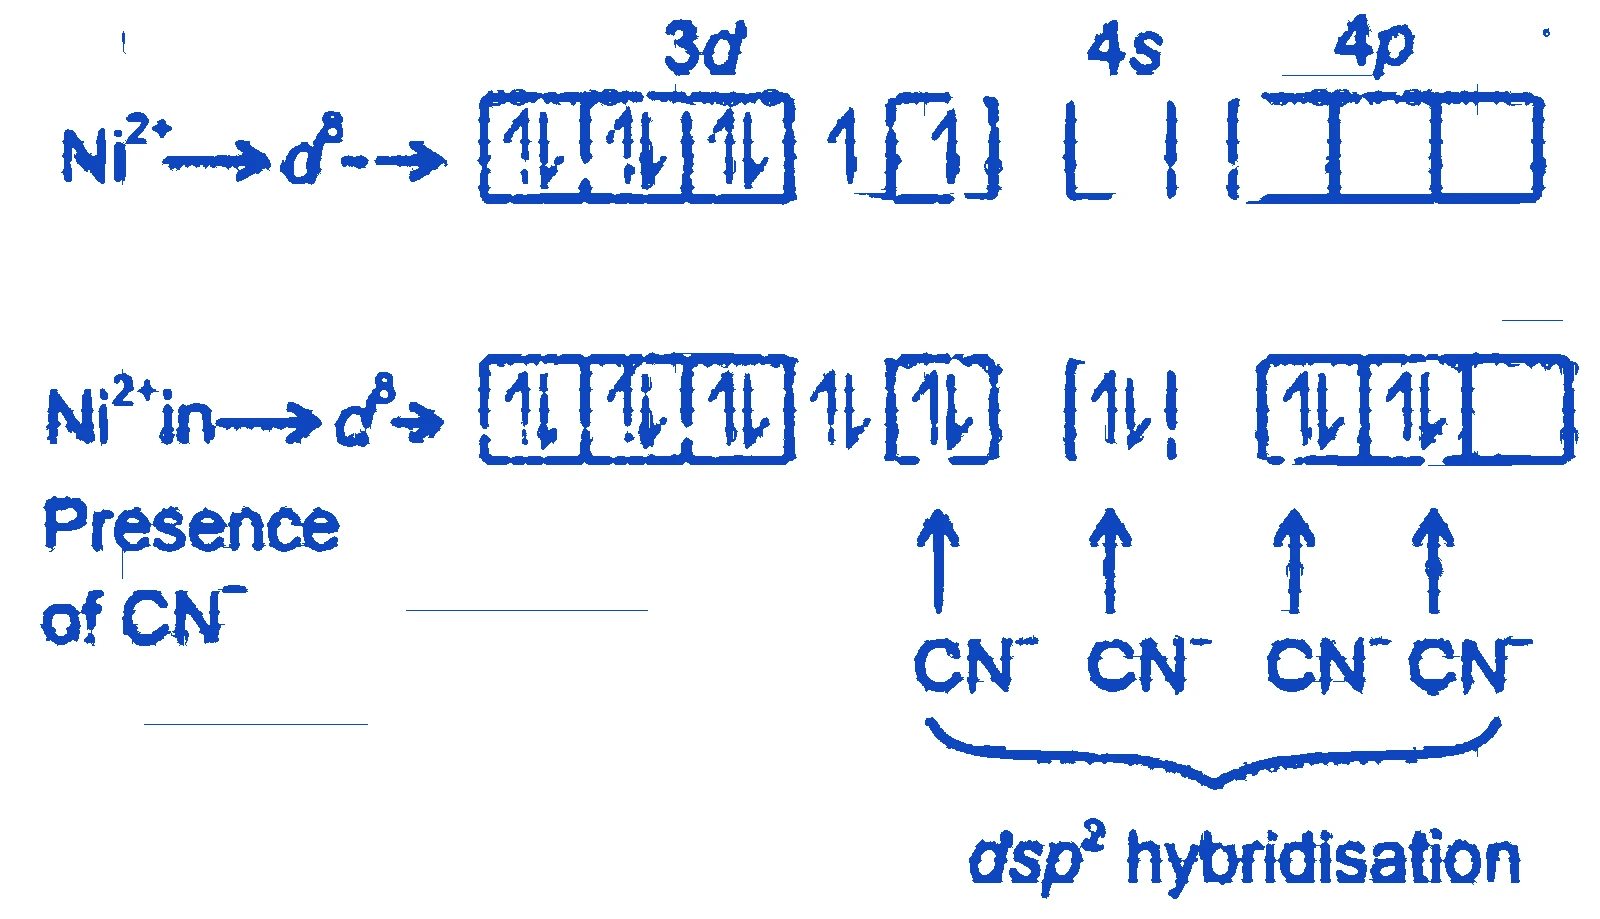 3d 4s 4p
Ni²⁺ → d⁸ → ↿⇂ ↿⇂ ↿⇂ ↿ ↿
Ni²⁺ in → d⁸ → ↿⇂ ↿⇂ ↿⇂ ↿⇂ ↿⇂ ↿⇂ ↿⇂ ↿⇂
Presence
of CN⁻
CN⁻ CN⁻ CN⁻ CN⁻
dsp² hybridisation